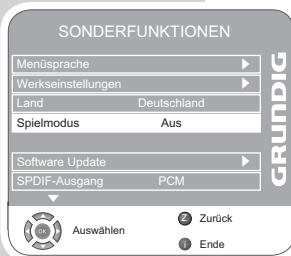 SONDERFUNKTIONEN
Menüsprache
Werkseinstellungen
Land Deutschland
Spielmodus Aus
Software Update
SPDIF-Ausgang PCM
GRUNDIG
OK Auswählen
Z Zurück
i Ende